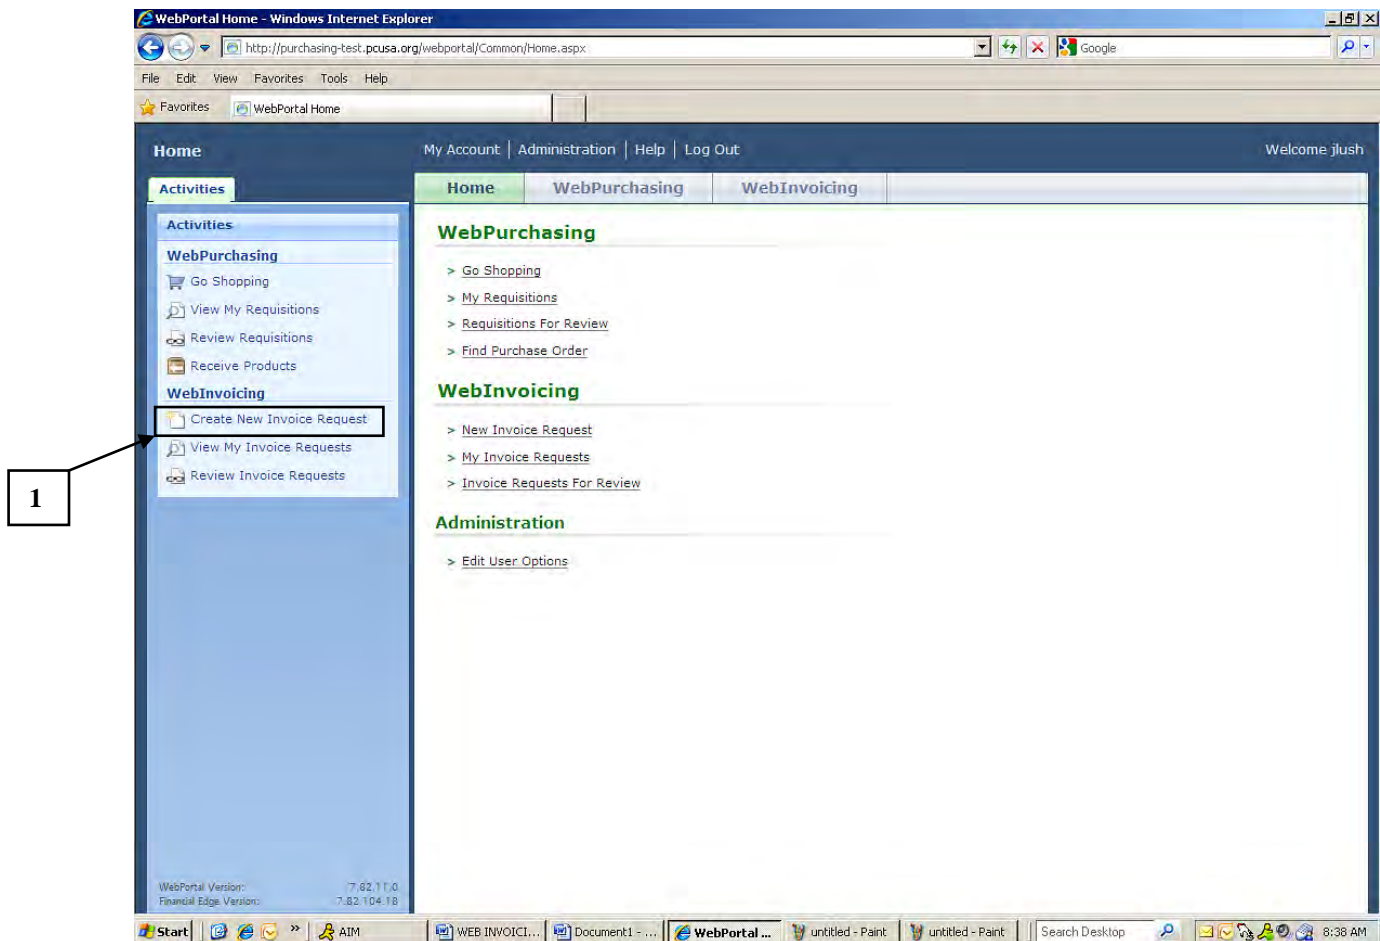 WebPortal Home - Windows Internet Explorer
http://purchasing-test.pcusa.org/webportal/Common/Home.aspx
Google
File Edit View Favorites Tools Help
Favorites WebPortal Home
Home
My Account | Administration | Help | Log Out
Welcome jlush
Activities
Home WebPurchasing WebInvoicing
Activities
WebPurchasing
Go Shopping
View My Requisitions
Review Requisitions
Receive Products
WebInvoicing
Create New Invoice Request
View My Invoice Requests
Review Invoice Requests
1
WebPurchasing
> Go Shopping
> My Requisitions
> Requisitions For Review
> Find Purchase Order
WebInvoicing
> New Invoice Request
> My Invoice Requests
> Invoice Requests For Review
Administration
> Edit User Options
WebPortal Version: 7.82.11.0
Financial Edge Version: 7.82.104.18
Start » AIM WEB INVOICI... Document1 - ... WebPortal ... untitled - Paint untitled - Paint Search Desktop 8:38 AM